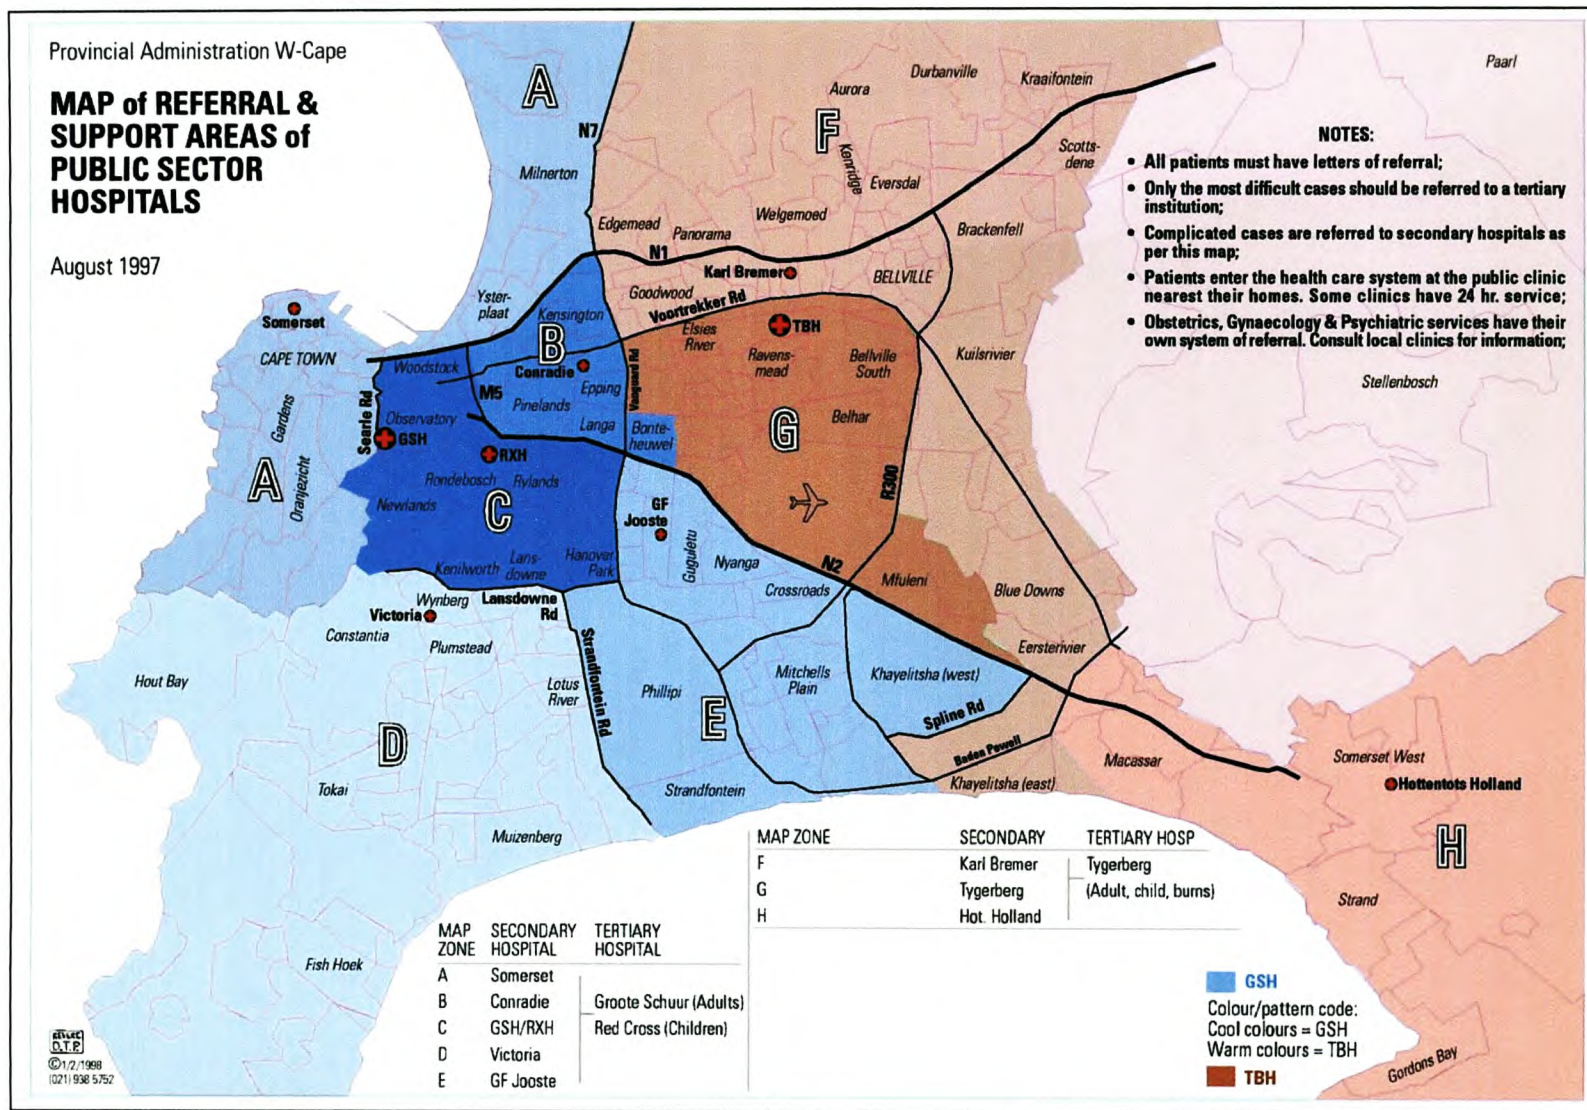 Provincial Administration W-Cape
MAP of REFERRAL &
SUPPORT AREAS of
PUBLIC SECTOR
HOSPITALS
August 1997
A
N7
Milnerton
Yster-
plaat
F
Durbanville
Aurora
Kraaifontein
Kenridge
Eversdal
Scotts-
dene
Welgemoed
Edgemead
Panorama
N1
Brackenfell
Karl Bremer
BELLVILLE
Goodwood
Voortrekker Rd
Kuilsrivier
Paarl
NOTES:
• All patients must have letters of referral;
• Only the most difficult cases should be referred to a tertiary
institution;
• Complicated cases are referred to secondary hospitals as
per this map;
• Patients enter the health care system at the public clinic
nearest their homes. Some clinics have 24 hr. service;
• Obstetrics, Gynaecology & Psychiatric services have their
own system of referral. Consult local clinics for information;
Stellenbosch
Somerset
CAPE TOWN
Gardens
Oranjezicht
A
Searle Rd
Woodstock
Kensington
B
Conradie
Epping
M5
Pinelands
Langa
Vanguard Rd
Bonte-
heuwel
Observatory
GSH
RXH
Rondebosch
Rylands
Newlands
C
Kenilworth
Lans-
downe
Hanover
Park
Elsies
River
TBH
Ravens-
mead
Bellville
South
Belhar
G
R300
N2
Mfuleni
Blue Downs
Eersterivier
GF
Jooste
Guguletu
Nyanga
Crossroads
Wynberg
Lansdowne
Rd
Victoria
Constantia
Plumstead
Hout Bay
Lotus
River
Strandfontein Rd
D
Tokai
Muizenberg
Fish Hoek
Phillipi
E
Mitchells
Plain
Khayelitsha (west)
Spline Rd
Baden Powell
Khayelitsha (east)
Strandfontein
Macassar
Somerset West
Hottentots Holland
H
Strand
Gordons Bay
MAP ZONE SECONDARY TERTIARY HOSP
F Karl Bremer Tygerberg
G Tygerberg (Adult, child, burns)
H Hot. Holland
MAP SECONDARY TERTIARY
ZONE HOSPITAL HOSPITAL
A Somerset
B Conradie Groote Schuur (Adults)
C GSH/RXH Red Cross (Children)
D Victoria
E GF Jooste
GSH
Colour/pattern code:
Cool colours = GSH
Warm colours = TBH
TBH
D.T.P.
©1/2/1998
(021) 938 5752